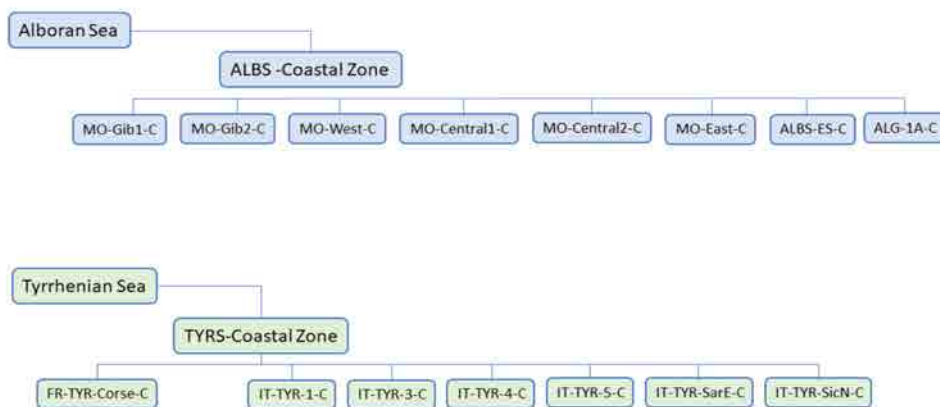 Alboran Sea
ALBS -Coastal Zone
MO-Gib1-C
MO-Gib2-C
MO-West-C
MO-Central1-C
MO-Central2-C
MO-East-C
ALBS-ES-C
ALG-1A-C
Tyrrhenian Sea
TYRS-Coastal Zone
FR-TYR-Corse-C
IT-TYR-1-C
IT-TYR-3-C
IT-TYR-4-C
IT-TYR-5-C
IT-TYR-SarE-C
IT-TYR-SicN-C